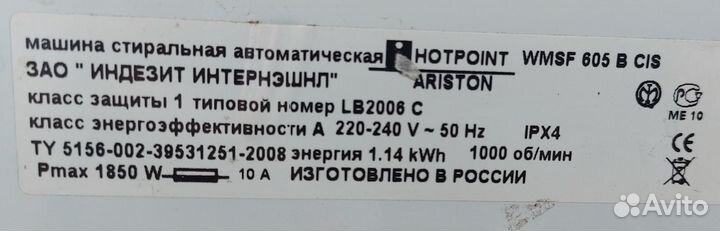 машина стиральная автоматическая HOTPOINT ARISTON WMSF 605 B CIS
ЗАО " ИНДЕЗИТ ИНТЕРНЭШНЛ"
класс защиты 1 типовой номер LB2006 C
класс энергоэффективности А 220-240 V ~ 50 Hz IPX4
ТУ 5156-002-39531251-2008 энергия 1.14 kWh 1000 об/мин
Pmax 1850 W 10 A ИЗГОТОВЛЕНО В РОССИИ
ME 10
CE
Avito